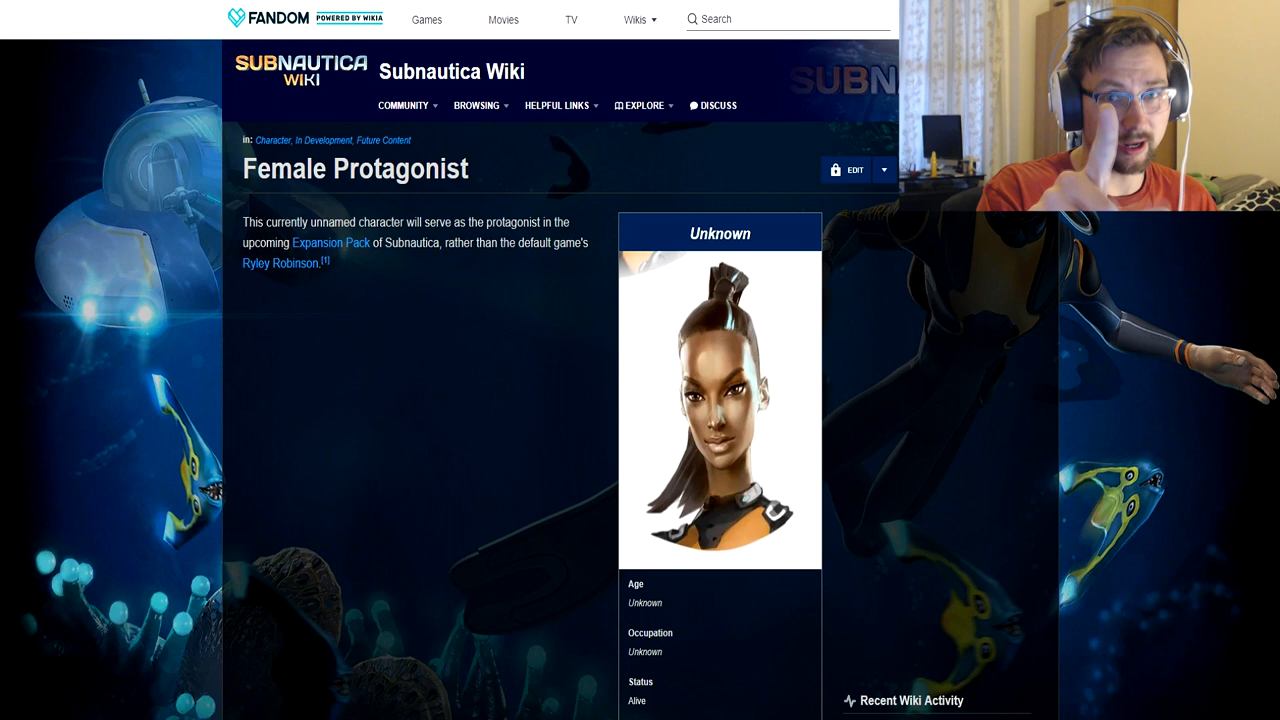 FANDOM POWERED BY WIKIA Games Movies TV Wikis Search
SUBNAUTICA
WIKI
Subnautica Wiki
SUBN
COMMUNITY BROWSING HELPFUL LINKS EXPLORE DISCUSS
in: Character, In Development, Future Content
Female Protagonist
EDIT
This currently unnamed character will serve as the protagonist in the
upcoming Expansion Pack of Subnautica, rather than the default game's
Ryley Robinson.[1]
Unknown
Age
Unknown
Occupation
Unknown
Status
Alive
Recent Wiki Activity